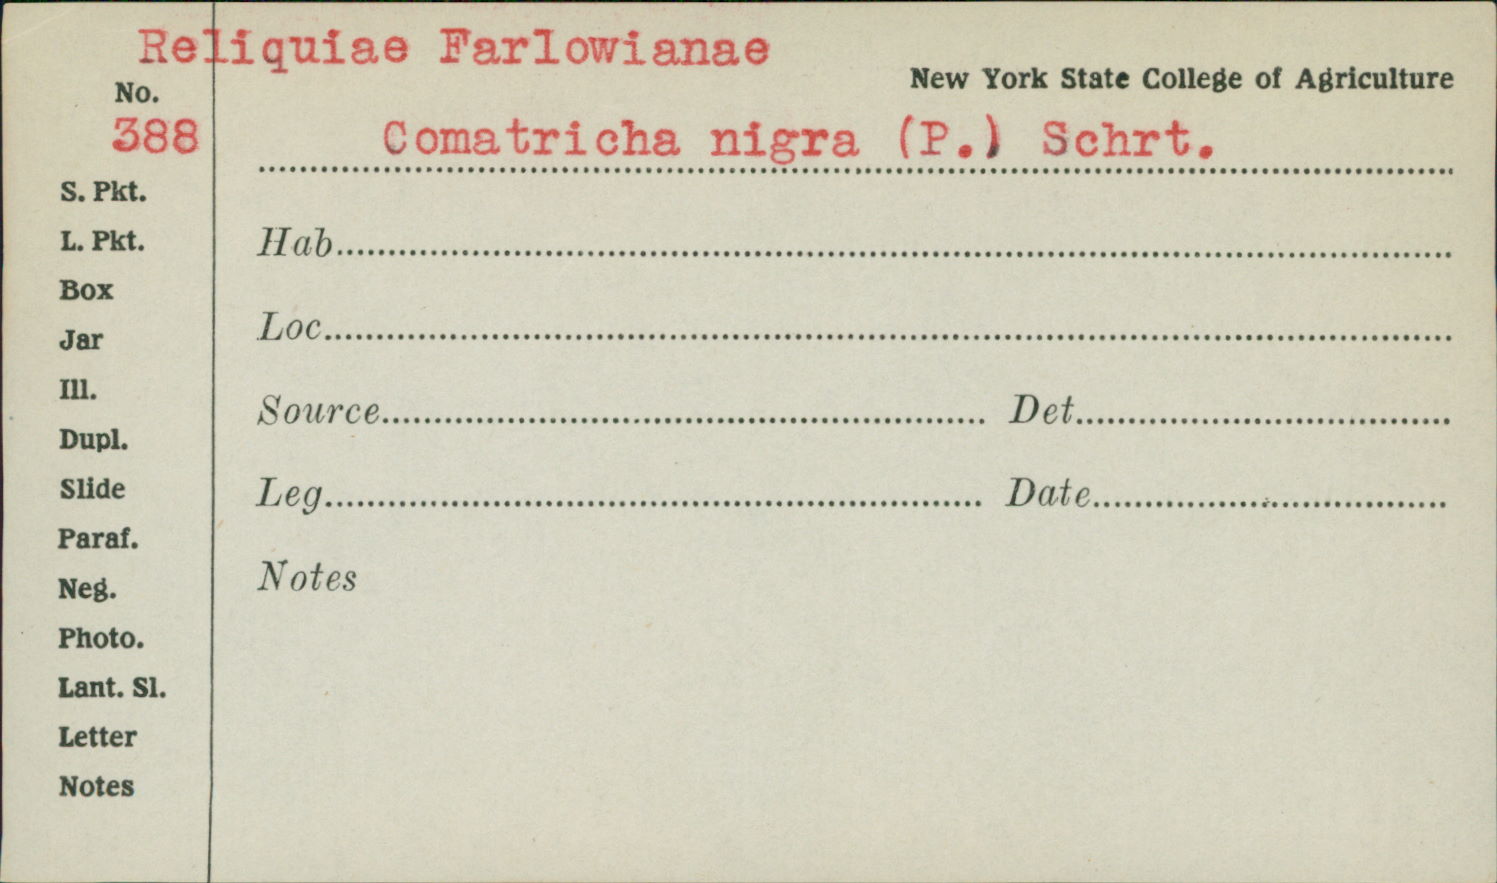 Reliquiae Farlowianae
New York State College of Agriculture
No.
388
Comatricha nigra (P.) Schrt.
S. Pkt.
L. Pkt.
Box
Jar
Ill.
Dupl.
Slide
Paraf.
Neg.
Photo.
Lant. Sl.
Letter
Notes
Hab
Loc
Source Det
Leg Date
Notes